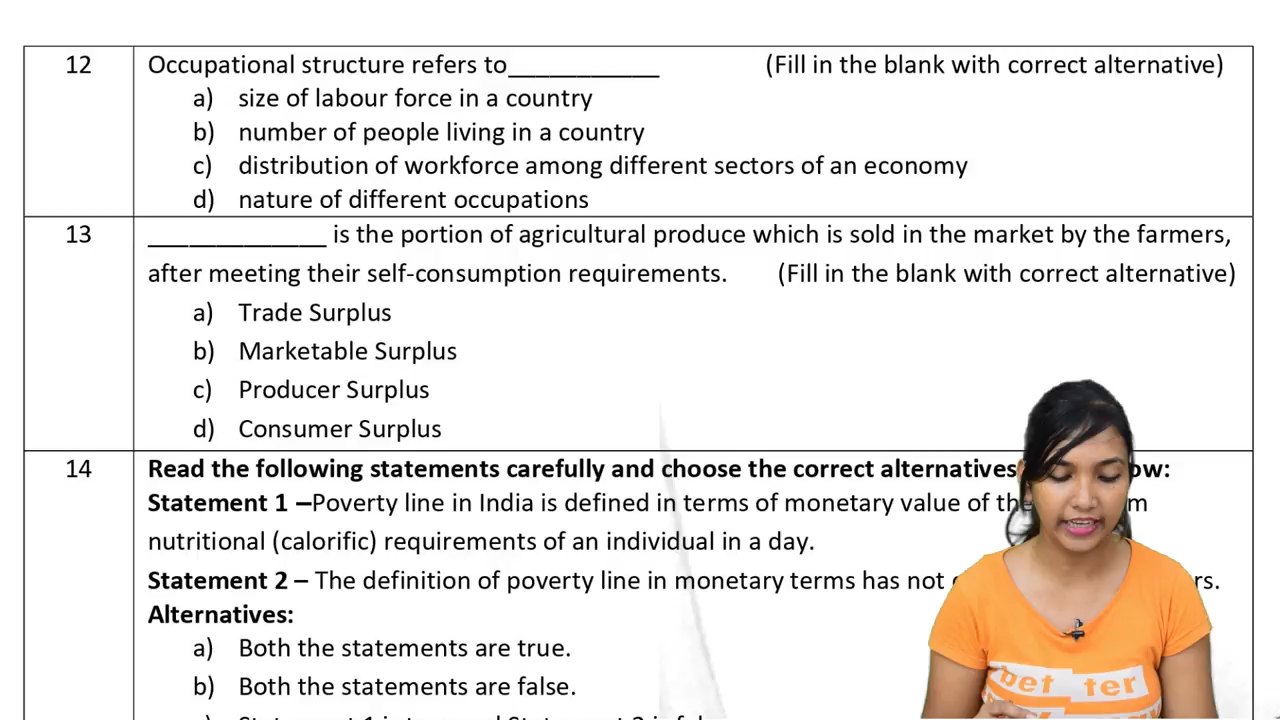 12
Occupational structure refers to___________ (Fill in the blank with correct alternative)
a) size of labour force in a country
b) number of people living in a country
c) distribution of workforce among different sectors of an economy
d) nature of different occupations
13
_____________ is the portion of agricultural produce which is sold in the market by the farmers,
after meeting their self-consumption requirements. (Fill in the blank with correct alternative)
a) Trade Surplus
b) Marketable Surplus
c) Producer Surplus
d) Consumer Surplus
14
Read the following statements carefully and choose the correct alternatives
Statement 1 –Poverty line in India is defined in terms of monetary value of the
nutritional (calorific) requirements of an individual in a day.
Statement 2 – The definition of poverty line in monetary terms has not
Alternatives:
a) Both the statements are true.
b) Both the statements are false.
bet ter